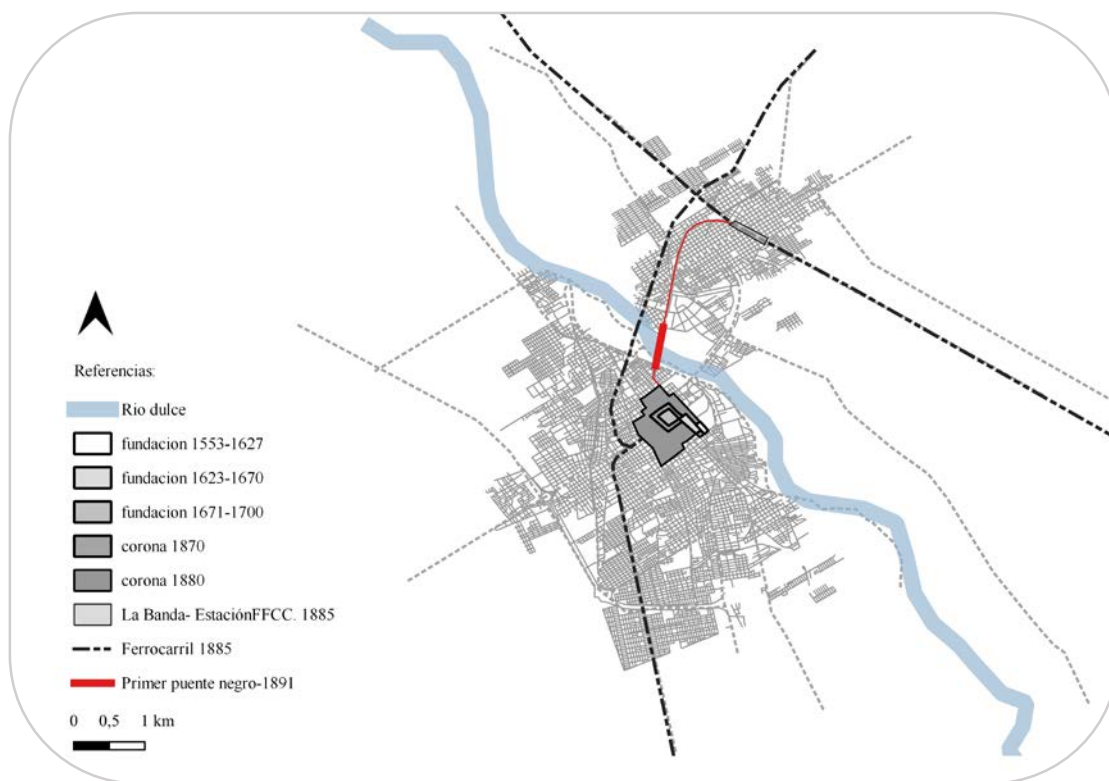 Referencias:
Rio dulce
fundacion 1553-1627
fundacion 1623-1670
fundacion 1671-1700
corona 1870
corona 1880
La Banda- EstaciónFFCC. 1885
Ferrocarril 1885
Primer puente negro-1891
0 0,5 1 km